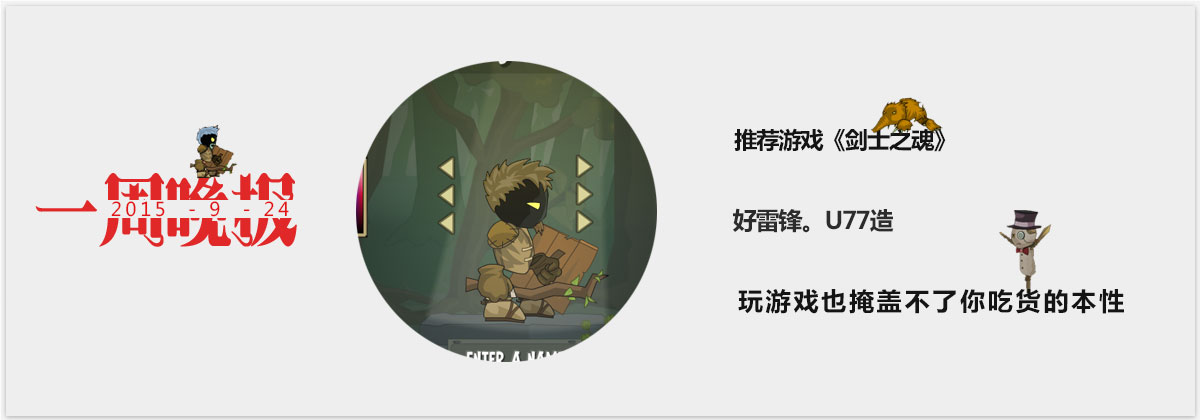 一周晚报
2015 - 9 - 24
ENTER A NAM
推荐游戏《剑士之魂》
好雷锋。U77造
玩游戏也掩盖不了你吃货的本性